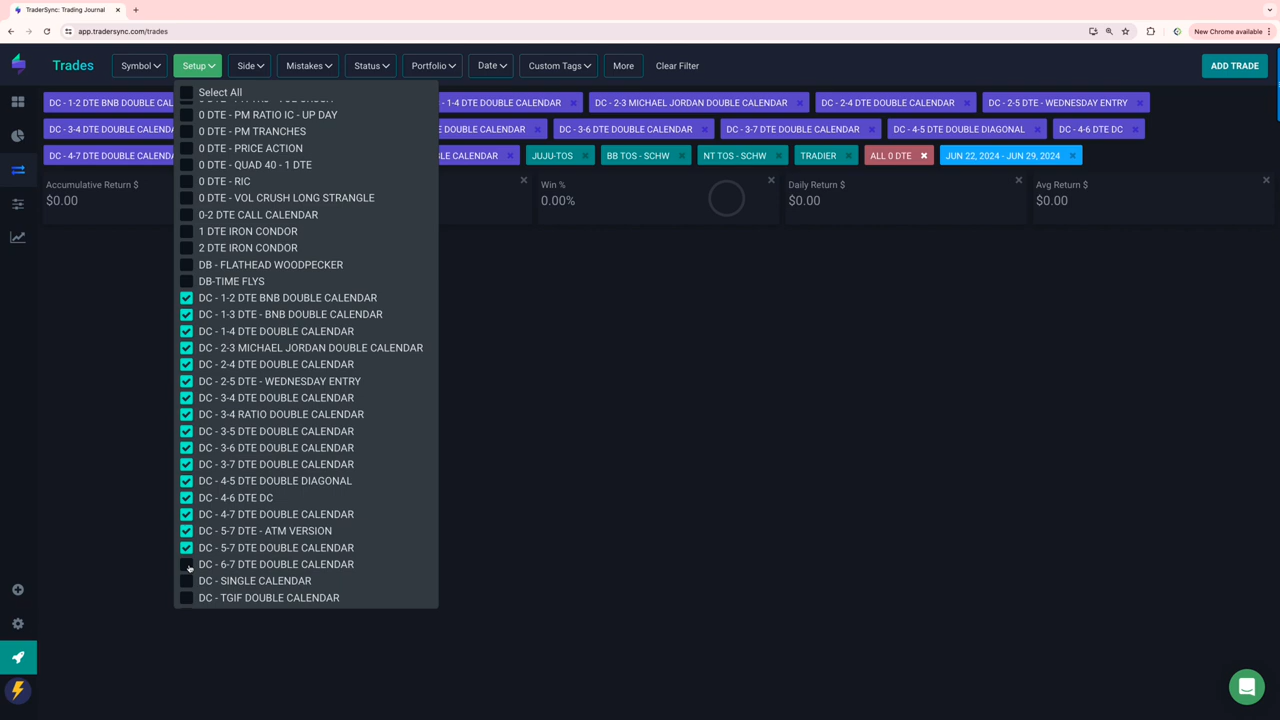 TraderSync: Trading Journal
app.tradersync.com/trades
New Chrome available
Trades
Symbol
Setup
Side
Mistakes
Status
Portfolio
Date
Custom Tags
More
Clear Filter
ADD TRADE
Select All
0 DTE - PM RATIO IC - UP DAY
0 DTE - PM TRANCHES
0 DTE - PRICE ACTION
0 DTE - QUAD 40 - 1 DTE
0 DTE - RIC
0 DTE - VOL CRUSH LONG STRANGLE
0-2 DTE CALL CALENDAR
1 DTE IRON CONDOR
2 DTE IRON CONDOR
DB - FLATHEAD WOODPECKER
DB-TIME FLYS
DC - 1-2 DTE BNB DOUBLE CALENDAR
DC - 1-3 DTE - BNB DOUBLE CALENDAR
DC - 1-4 DTE DOUBLE CALENDAR
DC - 2-3 MICHAEL JORDAN DOUBLE CALENDAR
DC - 2-4 DTE DOUBLE CALENDAR
DC - 2-5 DTE - WEDNESDAY ENTRY
DC - 3-4 DTE DOUBLE CALENDAR
DC - 3-4 RATIO DOUBLE CALENDAR
DC - 3-5 DTE DOUBLE CALENDAR
DC - 3-6 DTE DOUBLE CALENDAR
DC - 3-7 DTE DOUBLE CALENDAR
DC - 4-5 DTE DOUBLE DIAGONAL
DC - 4-6 DTE DC
DC - 4-7 DTE DOUBLE CALENDAR
DC - 5-7 DTE - ATM VERSION
DC - 5-7 DTE DOUBLE CALENDAR
DC - 6-7 DTE DOUBLE CALENDAR
DC - SINGLE CALENDAR
DC - TGIF DOUBLE CALENDAR
DC - 1-2 DTE BNB DOUBLE CAL
- 1-4 DTE DOUBLE CALENDAR
DC - 2-3 MICHAEL JORDAN DOUBLE CALENDAR
DC - 2-4 DTE DOUBLE CALENDAR
DC - 2-5 DTE - WEDNESDAY ENTRY
DC - 3-4 DTE DOUBLE CALENDA
DTE DOUBLE CALENDAR
DC - 3-6 DTE DOUBLE CALENDAR
DC - 3-7 DTE DOUBLE CALENDAR
DC - 4-5 DTE DOUBLE DIAGONAL
DC - 4-6 DTE DC
DC - 4-7 DTE DOUBLE CALENDA
BLE CALENDAR
JUJU-TOS
BB TOS - SCHW
NT TOS - SCHW
TRADIER
ALL 0 DTE
JUN 22, 2024 - JUN 29, 2024
Accumulative Return $
$0.00
Win %
0.00%
Daily Return $
$0.00
Avg Return $
$0.00